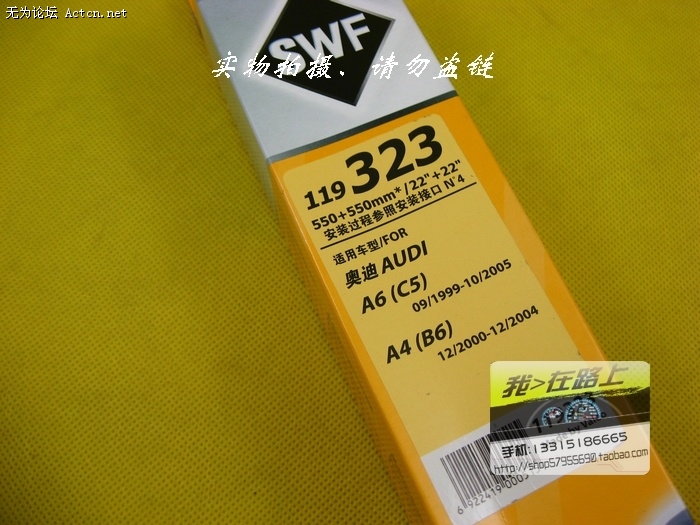 无为论坛 Actcn.net
SWF
实物拍摄、请勿盗链
119 323
550+550mm*/22"+22"
安装过程参照安装接口 N°4
适用车型/FOR
奥迪 AUDI
A6 (C5)
09/1999-10/2005
A4 (B6)
12/2000-12/2004
我>在路上
手机:13315186665
http://shop57955690.taobao.com
6 922419 0003